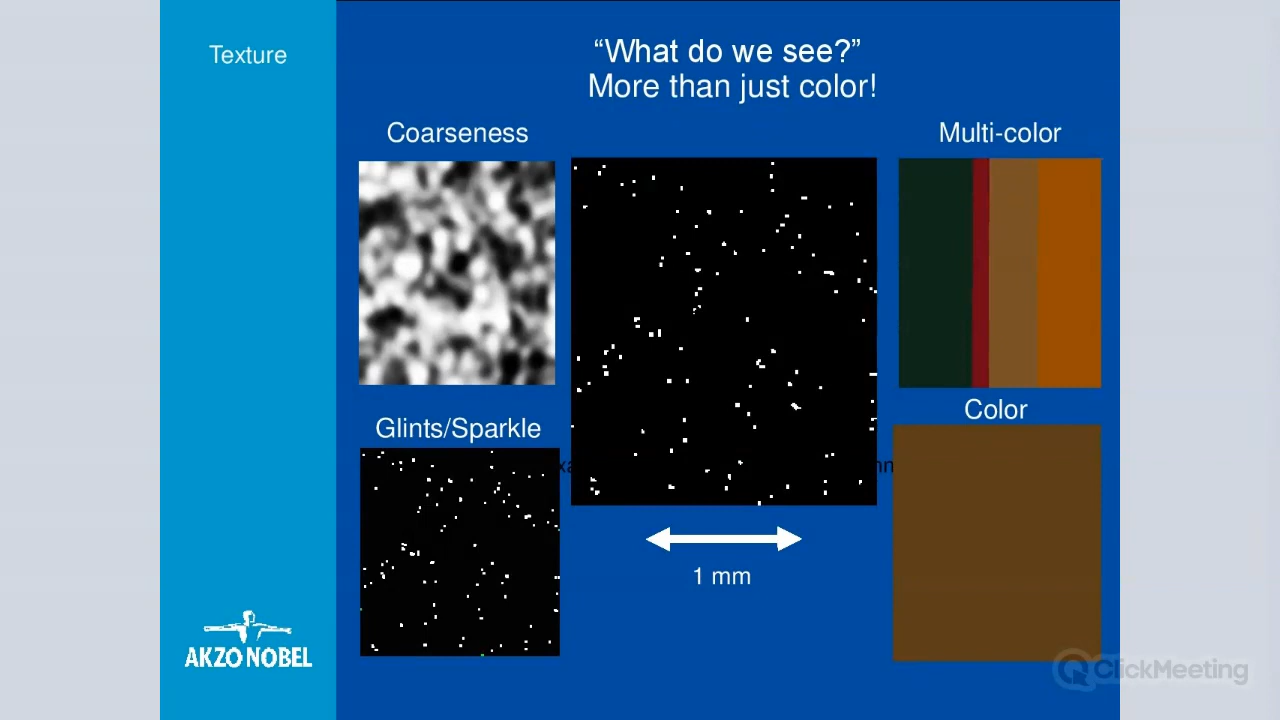 Texture
“What do we see?”
More than just color!
Coarseness
Multi-color
Color
Glints/Sparkle
1 mm
AKZO NOBEL
ClickMeeting